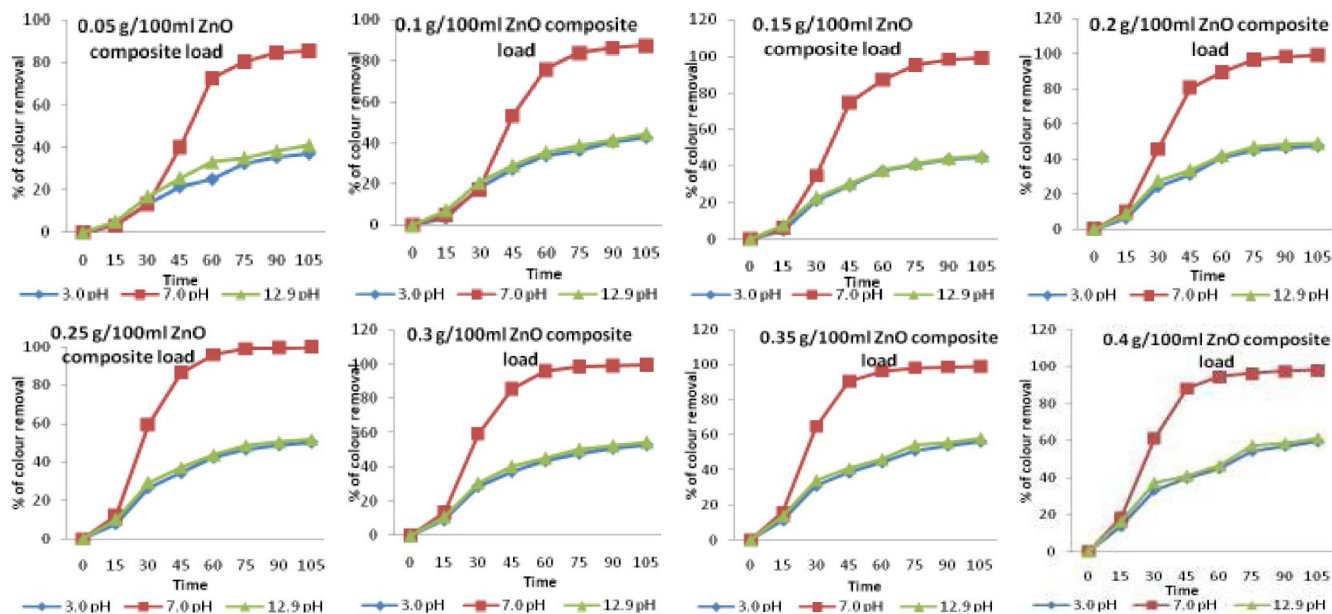 0.05 g/100ml ZnO
composite load
% of colour removal
100
80
60
40
20
0
0 15 30 45 60 75 90 105
Time
3.0 pH 7.0 pH 12.9 pH
0.1 g/100ml ZnO composite
load
% of colour removal
100
80
60
40
20
0
0 15 30 45 60 75 90 105
Time
3.0 pH 7.0 pH 12.9 pH
0.15 g/100ml ZnO
composite load
% of colour removal
120
100
80
60
40
20
0
0 15 30 45 60 75 90 105
Time
3.0 pH 7.0 pH 12.9 pH
0.2 g/100ml ZnO composite
load
% of colour removal
120
100
80
60
40
20
0
0 15 30 45 60 75 90 105
Time
3.0 pH 7.0 pH 12.9 pH
0.25 g/100ml ZnO
composite load
% of colour removal
100
80
60
40
20
0
0 15 30 45 60 75 90 105
Time
3.0 pH 7.0 pH 12.9 pH
0.3 g/100ml ZnO composite
load
% of colour removal
120
100
80
60
40
20
0
0 15 30 45 60 75 90 105
Time
3.0 pH 7.0 pH 12.9 pH
0.35 g/100ml ZnO composite
load
% of colour removal
120
100
80
60
40
20
0
0 15 30 45 60 75 90 105
Time
3.0 pH 7.0 pH 12.9 pH
0.4 g/100ml ZnO composite
load
% of colour removal
120
100
80
60
40
20
0
0 15 30 45 60 75 90 105
Time
3.0 pH 7.0 pH 12.9 pH